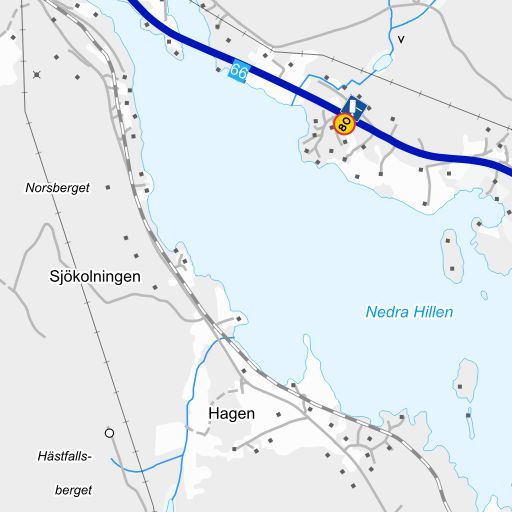 66
80
Norsberget
Sjökolningen
Nedra Hillen
Hagen
Hästfalls-
berget